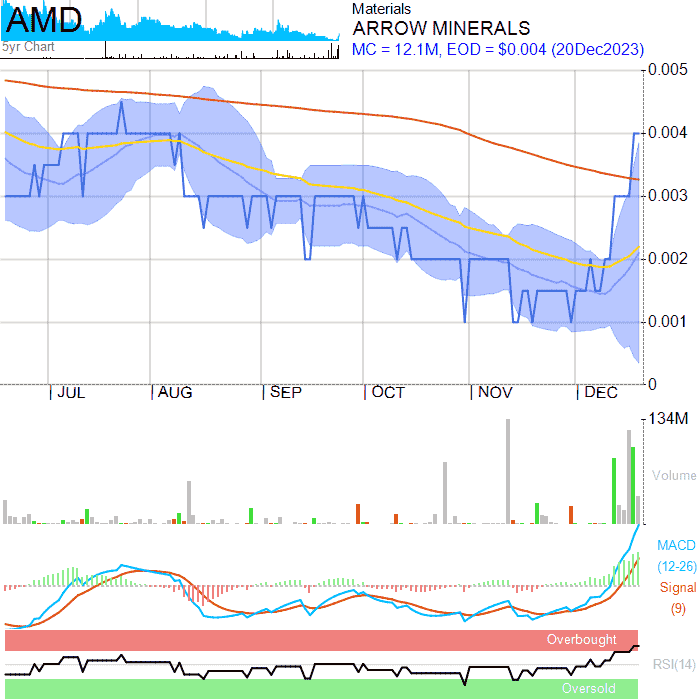 AMD
5yr Chart
Materials
ARROW MINERALS
MC = 12.1M, EOD = $0.004 (20Dec2023)
0.005
0.004
0.003
0.002
0.001
0
JUL AUG SEP OCT NOV DEC
134M
Volume
MACD
(12-26)
Signal
(9)
Overbought
RSI(14)
Oversold